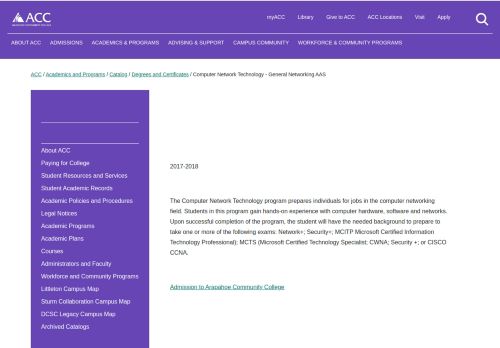 myACC Library Give to ACC ACC Locations Visit Apply
ACC
ABOUT ACC ADMISSIONS ACADEMICS & PROGRAMS ADVISING & SUPPORT CAMPUS COMMUNITY WORKFORCE & COMMUNITY PROGRAMS
ACC / Academics and Programs / Catalog / Degrees and Certificates / Computer Network Technology - General Networking AAS
About ACC
Paying for College
Student Resources and Services
Student Academic Records
Academic Policies and Procedures
Legal Notices
Academic Programs
Academic Plans
Courses
Administrators and Faculty
Workforce and Community Programs
Littleton Campus Map
Sturm Collaboration Campus Map
DCSC Legacy Campus Map
Archived Catalogs
2017-2018
The Computer Network Technology program prepares individuals for jobs in the computer networking
field. Students in this program gain hands-on experience with computer hardware, software and networks.
Upon successful completion of the program, the student will have the needed background to prepare to
take one or more of the following exams: Network+; Security+; MCITP Microsoft Certified Information
Technology Professional); MCTS (Microsoft Certified Technology Specialist; CWNA; Security +; or CISCO
CCNA.
Admission to Arapahoe Community College